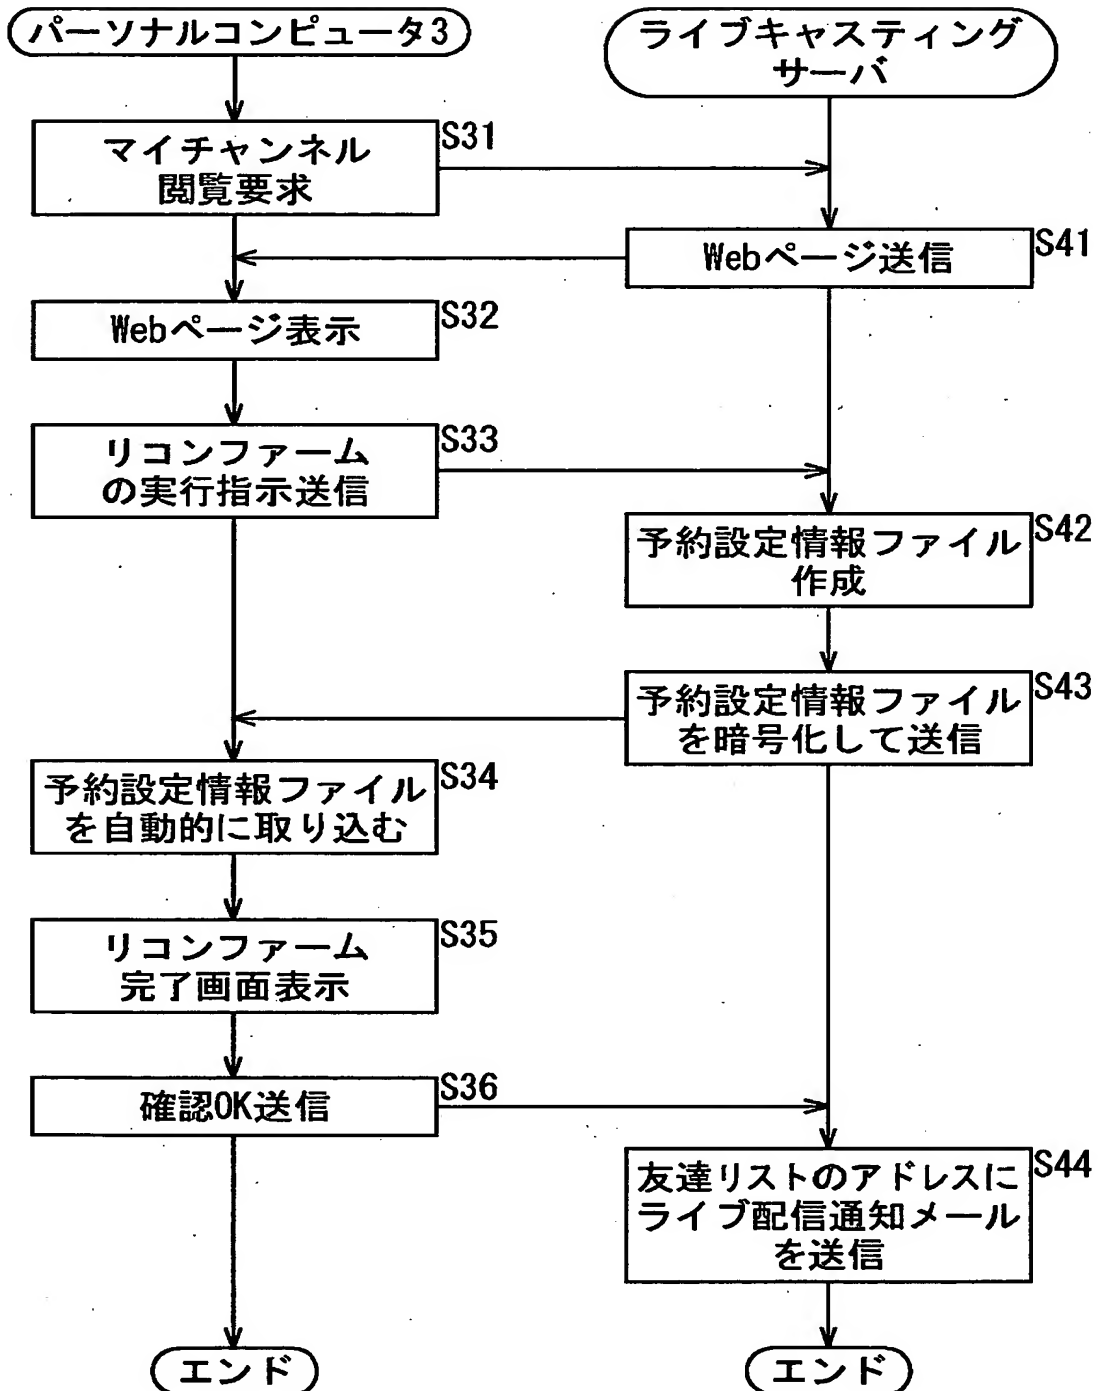 パーソナルコンピュータ3
ライブキャスティング
サーバ
S31
マイチャンネル
閲覧要求
S41
Webページ送信
S32
Webページ表示
S33
リコンファーム
の実行指示送信
S42
予約設定情報ファイル
作成
S43
予約設定情報ファイル
を暗号化して送信
S34
予約設定情報ファイル
を自動的に取り込む
S35
リコンファーム
完了画面表示
S36
確認OK送信
S44
友達リストのアドレスに
ライブ配信通知メール
を送信
エンド
エンド